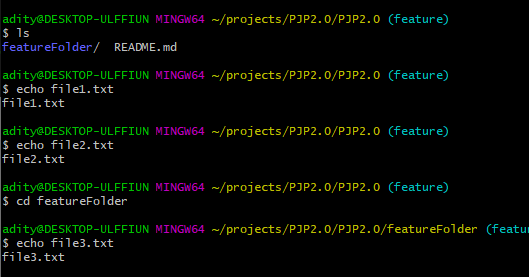 adity@DESKTOP-ULFFIUN MINGW64 ~/projects/PJP2.0/PJP2.0 (feature)
$ ls
featureFolder/  README.md
adity@DESKTOP-ULFFIUN MINGW64 ~/projects/PJP2.0/PJP2.0 (feature)
$ echo file1.txt
file1.txt
adity@DESKTOP-ULFFIUN MINGW64 ~/projects/PJP2.0/PJP2.0 (feature)
$ echo file2.txt
file2.txt
adity@DESKTOP-ULFFIUN MINGW64 ~/projects/PJP2.0/PJP2.0 (feature)
$ cd featureFolder
adity@DESKTOP-ULFFIUN MINGW64 ~/projects/PJP2.0/PJP2.0/featureFolder (featu
$ echo file3.txt
file3.txt